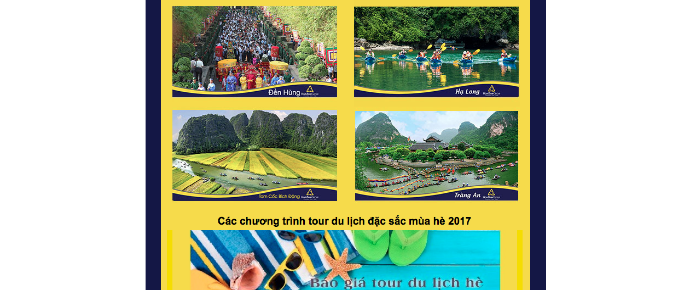 Đền Hùng
Hạ Long
Tam Cốc Bích Động
Tràng An
Các chương trình tour du lịch đặc sắc mùa hè 2017
Báo giá tour du lịch hè